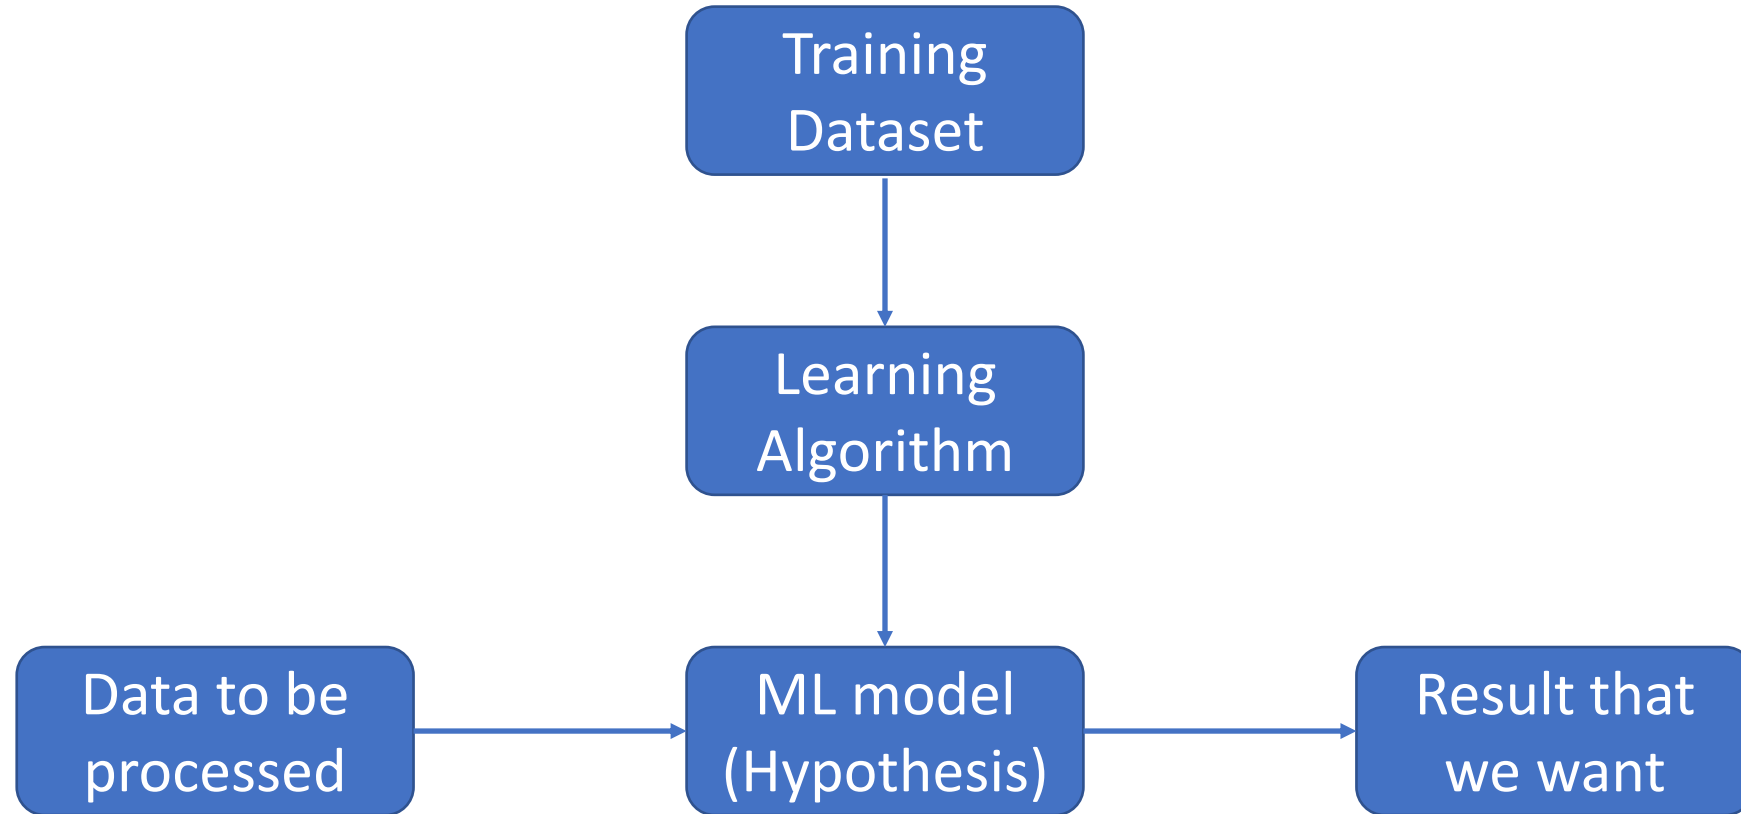 Training
Dataset
Learning
Algorithm
Data to be
processed
ML model
(Hypothesis)
Result that
we want